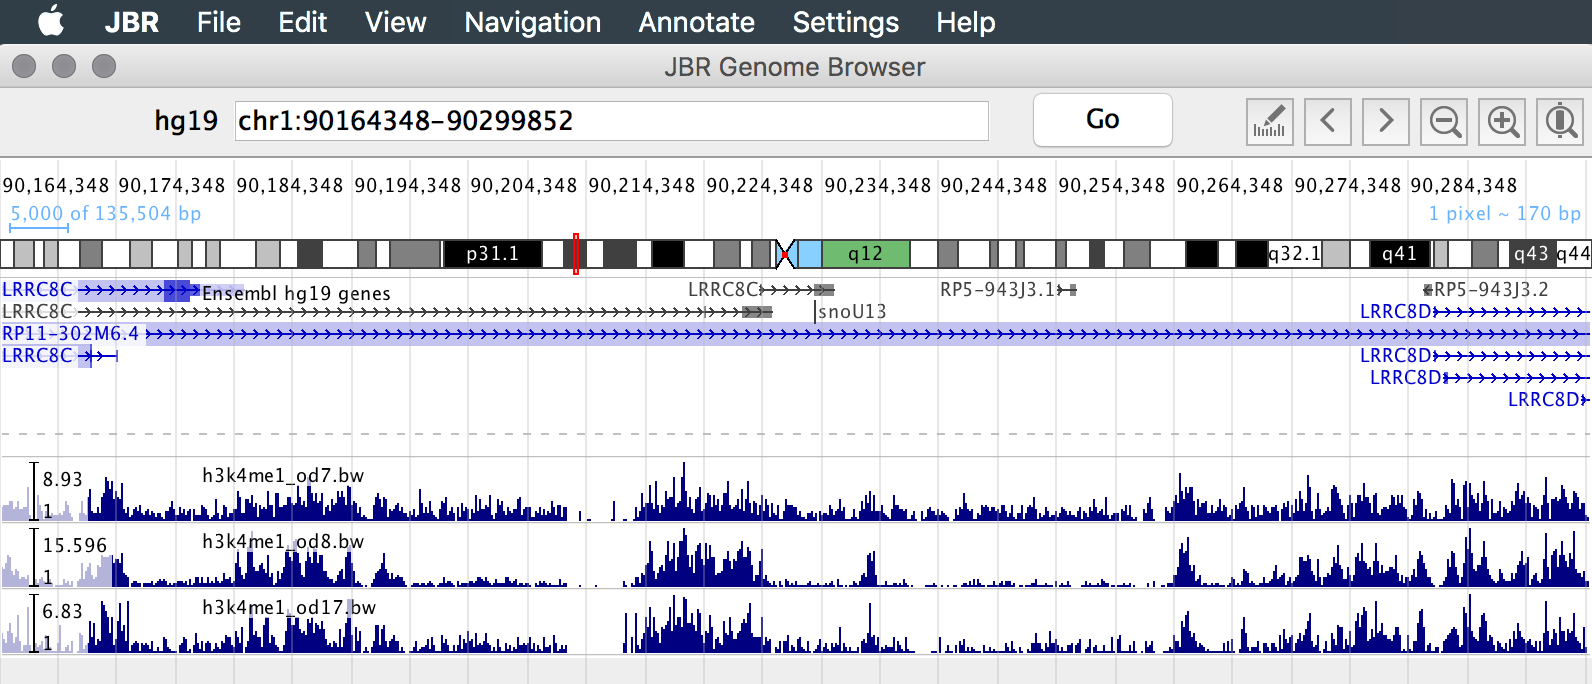 JBR File Edit View Navigation Annotate Settings Help
JBR Genome Browser
hg19 chr1:90164348-90299852 Go
90,164,348 90,174,348 90,184,348 90,194,348 90,204,348 90,214,348 90,224,348 90,234,348 90,244,348 90,254,348 90,264,348 90,274,348 90,284,348
5,000 of 135,504 bp 1 pixel ~ 170 bp
p31.1 q12 q32.1 q41 q43 q44
LRRC8C Ensembl hg19 genes LRRC8C RP5-943J3.1 RP5-943J3.2
LRRC8C snoU13 LRRC8D
RP11-302M6.4
LRRC8C LRRC8D
LRRC8D
LRRC8D
8.93 h3k4me1_od7.bw
1
15.596 h3k4me1_od8.bw
1
6.83 h3k4me1_od17.bw
1